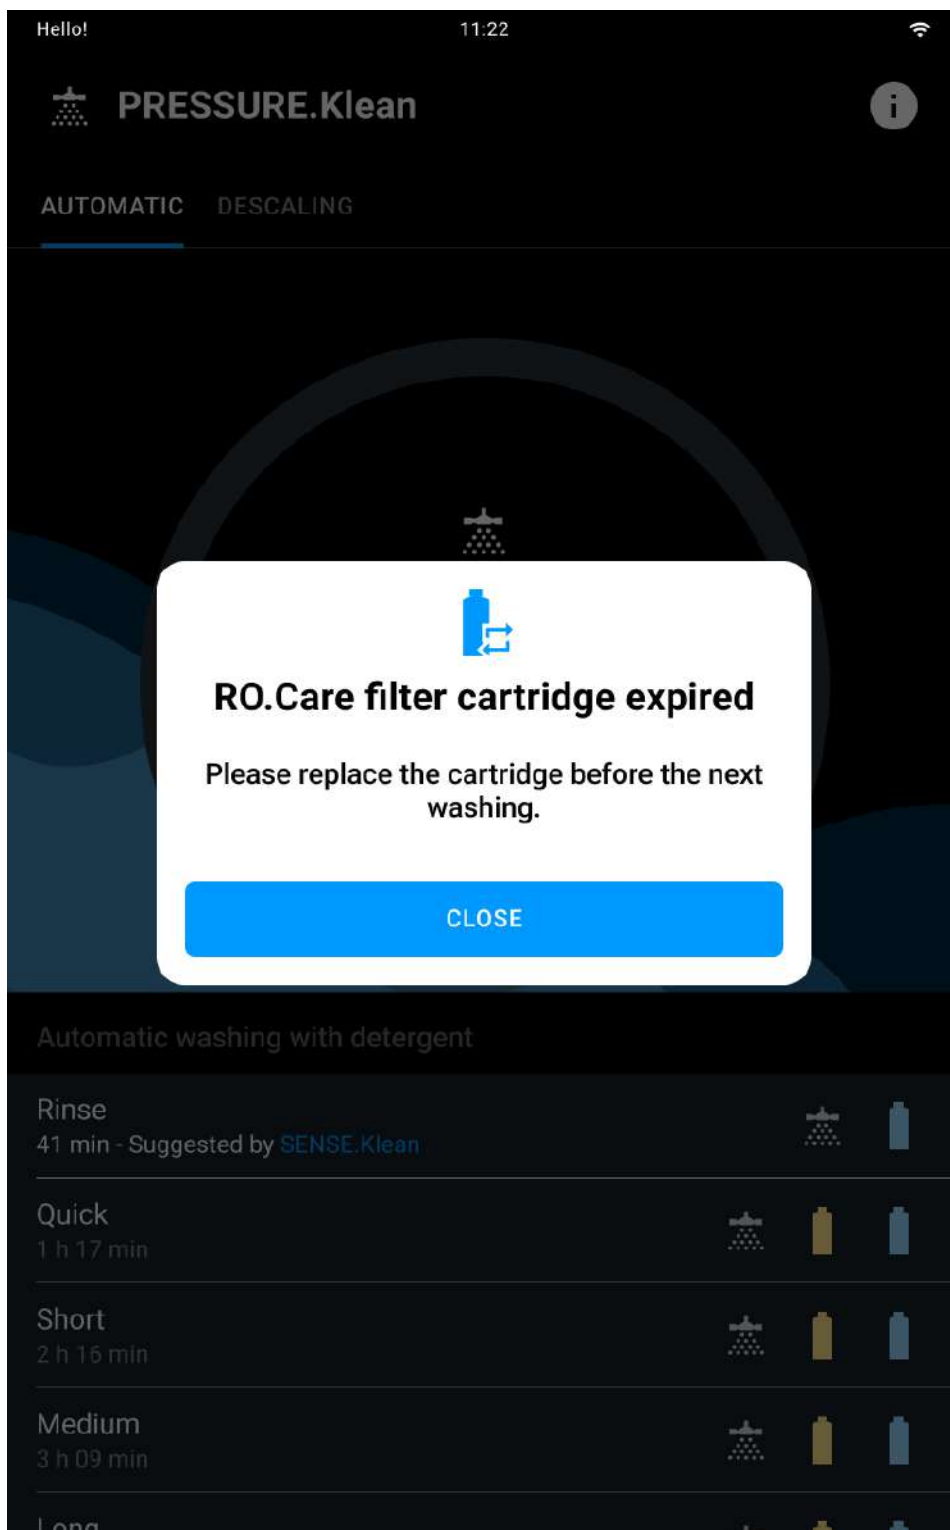 Hello!
11:22
PRESSURE.Klean
i
AUTOMATIC
DESCALING
RO.Care filter cartridge expired
Please replace the cartridge before the next
washing.
CLOSE
Automatic washing with detergent
Rinse
41 min - Suggested by SENSE.Klean
Quick
1 h 17 min
Short
2 h 16 min
Medium
3 h 09 min
Long